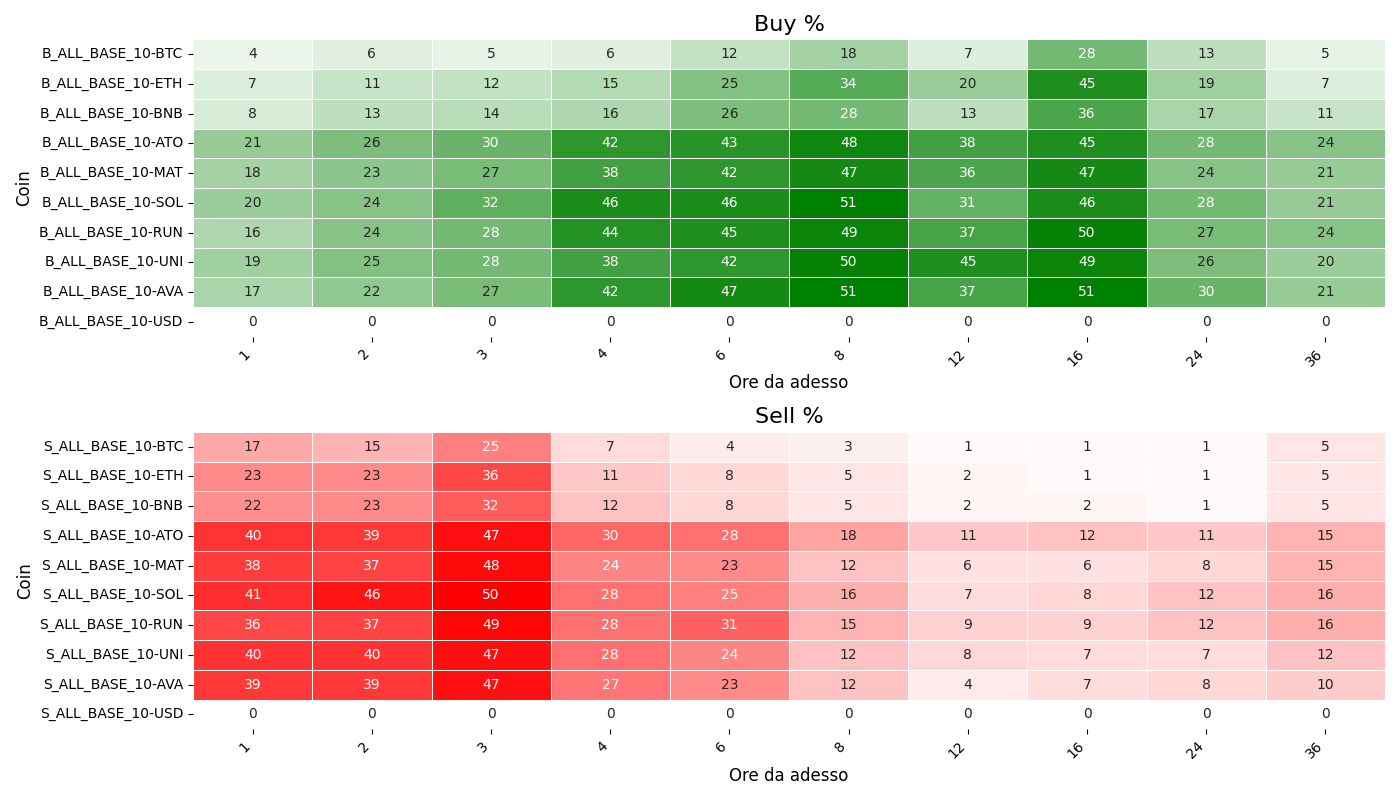 Buy %
Coin
B_ALL_BASE_10-BTC 4 6 5 6 12 18 7 28 13 5
B_ALL_BASE_10-ETH 7 11 12 15 25 34 20 45 19 7
B_ALL_BASE_10-BNB 8 13 14 16 26 28 13 36 17 11
B_ALL_BASE_10-ATO 21 26 30 42 43 48 38 45 28 24
B_ALL_BASE_10-MAT 18 23 27 38 42 47 36 47 24 21
B_ALL_BASE_10-SOL 20 24 32 46 46 51 31 46 28 21
B_ALL_BASE_10-RUN 16 24 28 44 45 49 37 50 27 24
B_ALL_BASE_10-UNI 19 25 28 38 42 50 45 49 26 20
B_ALL_BASE_10-AVA 17 22 27 42 47 51 37 51 30 21
B_ALL_BASE_10-USD 0 0 0 0 0 0 0 0 0 0
1 2 3 4 6 8 12 16 24 36
Ore da adesso
Sell %
Coin
S_ALL_BASE_10-BTC 17 15 25 7 4 3 1 1 1 5
S_ALL_BASE_10-ETH 23 23 36 11 8 5 2 1 1 5
S_ALL_BASE_10-BNB 22 23 32 12 8 5 2 2 1 5
S_ALL_BASE_10-ATO 40 39 47 30 28 18 11 12 11 15
S_ALL_BASE_10-MAT 38 37 48 24 23 12 6 6 8 15
S_ALL_BASE_10-SOL 41 46 50 28 25 16 7 8 12 16
S_ALL_BASE_10-RUN 36 37 49 28 31 15 9 9 12 16
S_ALL_BASE_10-UNI 40 40 47 28 24 12 8 7 7 12
S_ALL_BASE_10-AVA 39 39 47 27 23 12 4 7 8 10
S_ALL_BASE_10-USD 0 0 0 0 0 0 0 0 0 0
1 2 3 4 6 8 12 16 24 36
Ore da adesso